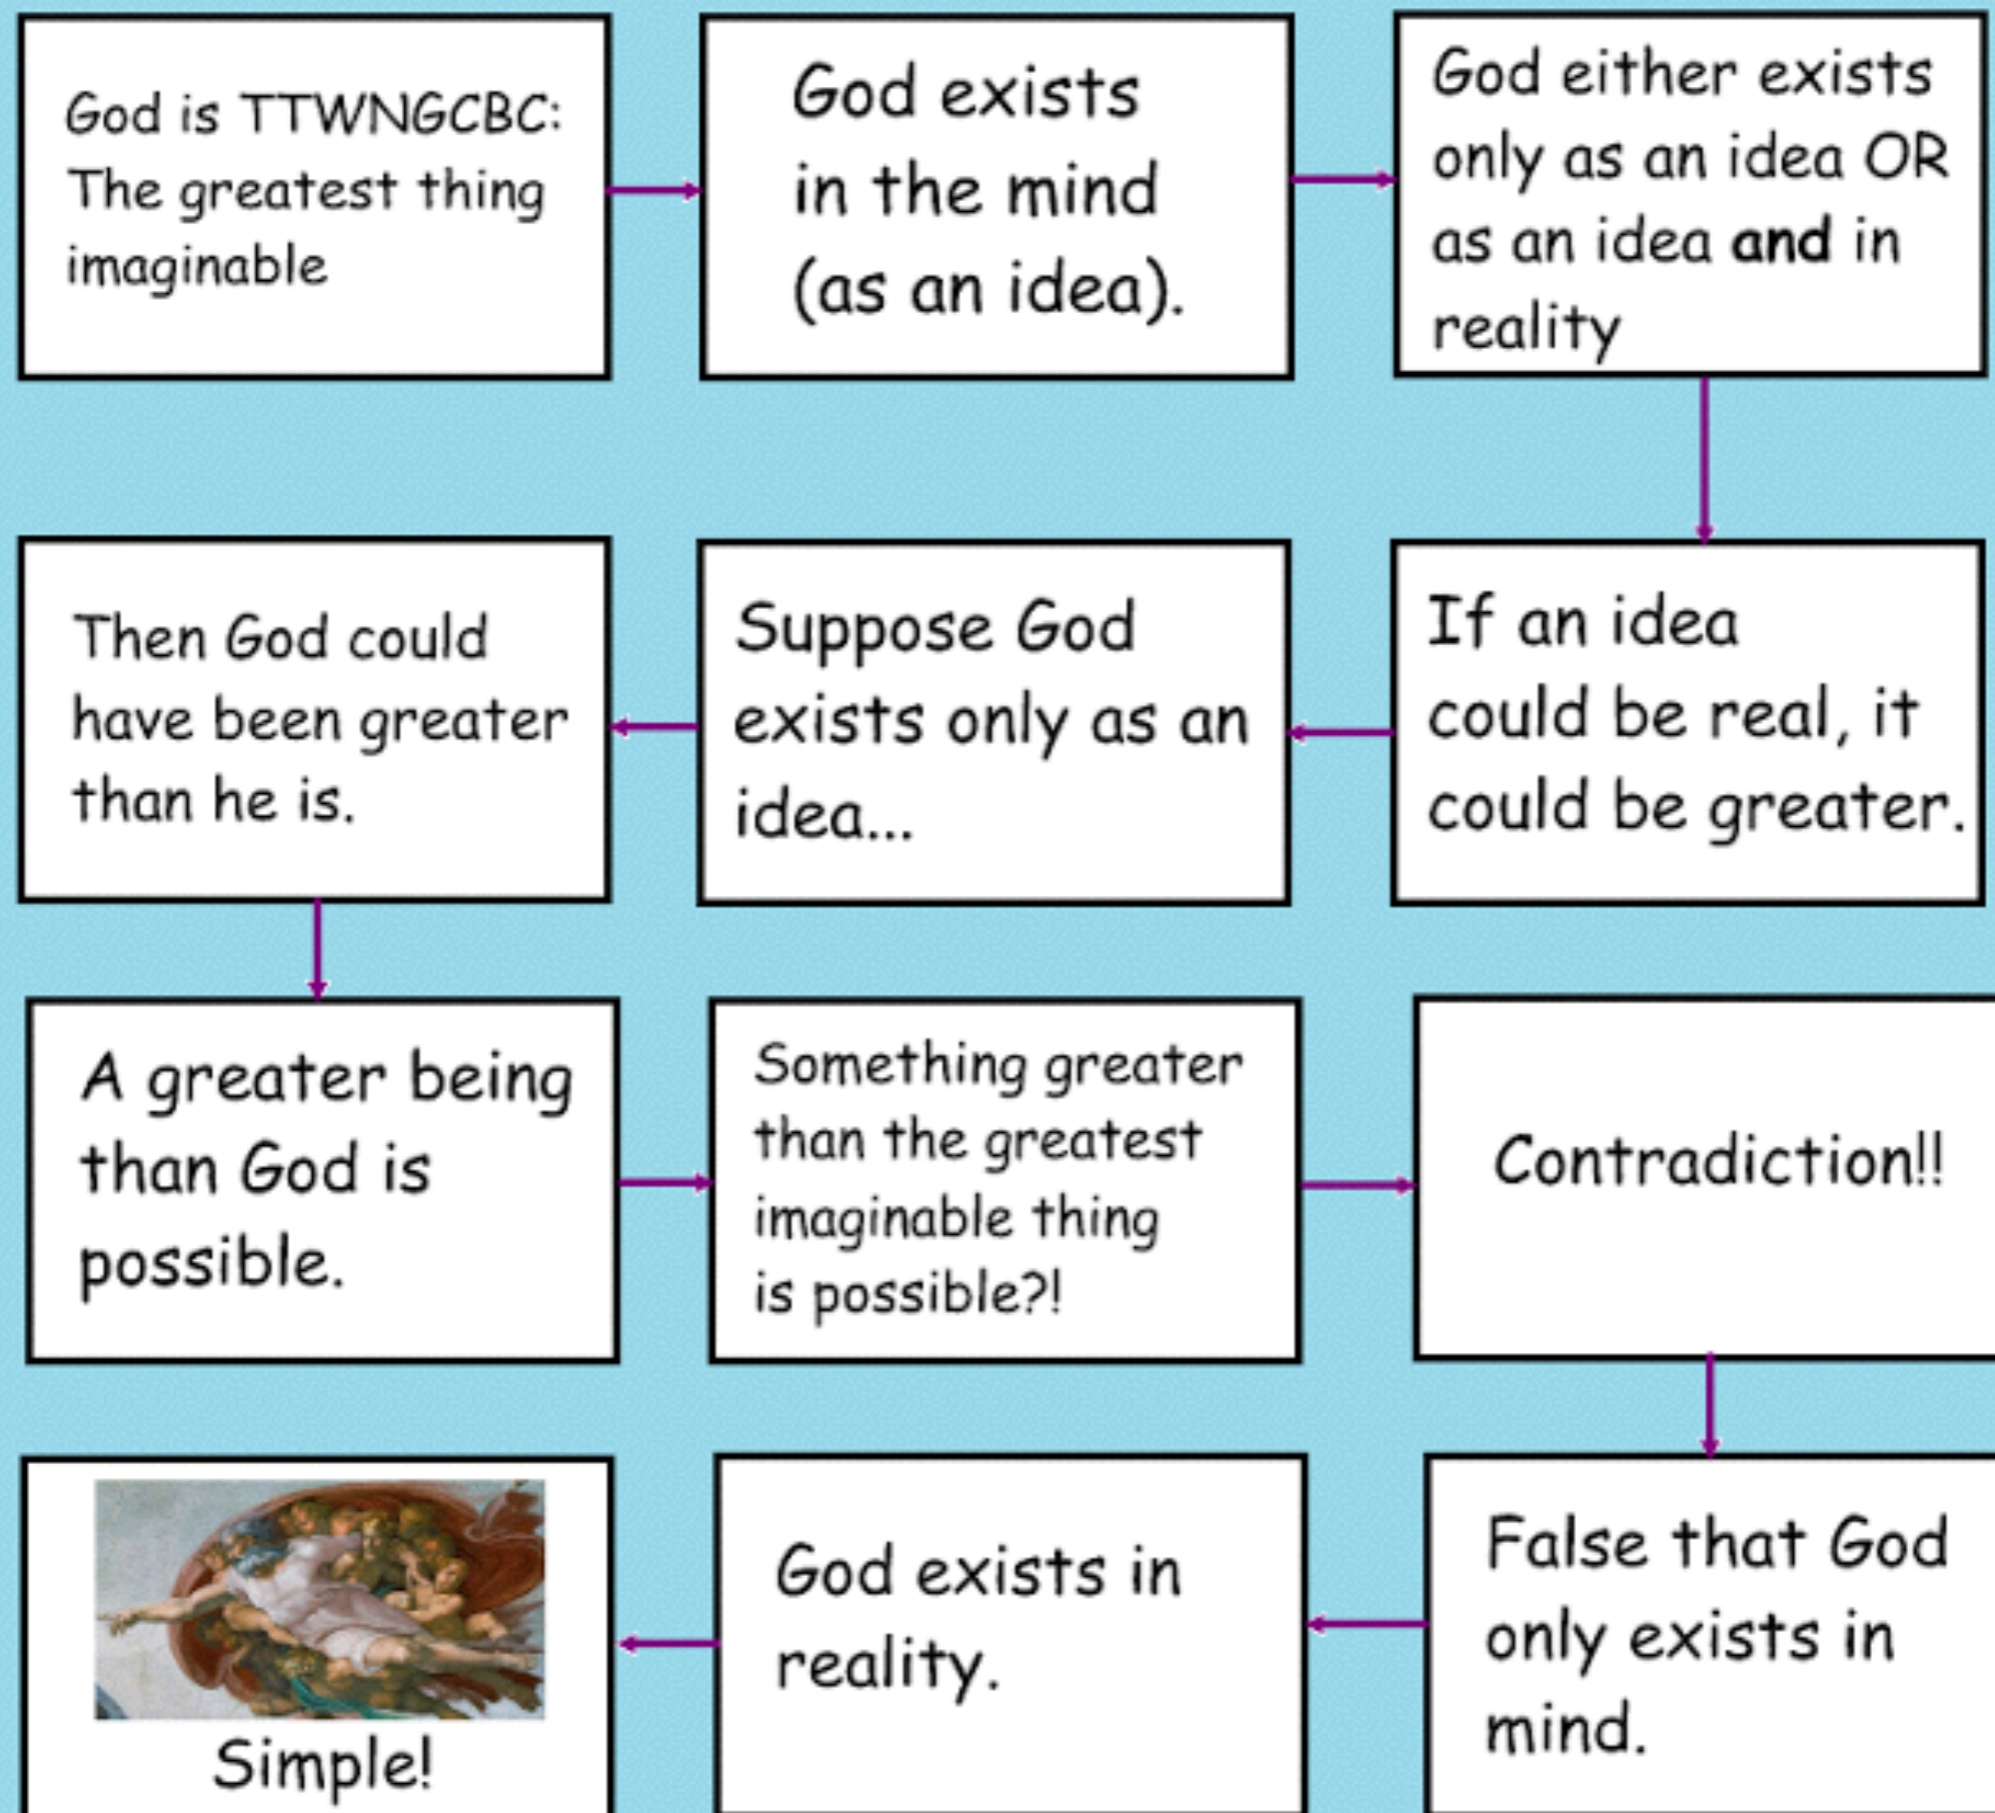 God is TTWNGCBC:
The greatest thing
imaginable
God exists
in the mind
(as an idea).
God either exists
only as an idea OR
as an idea and in
reality
If an idea
could be real, it
could be greater.
Suppose God
exists only as an
idea...
Then God could
have been greater
than he is.
A greater being
than God is
possible.
Something greater
than the greatest
imaginable thing
is possible?!
Contradiction!!
False that God
only exists in
mind.
God exists in
reality.
Simple!